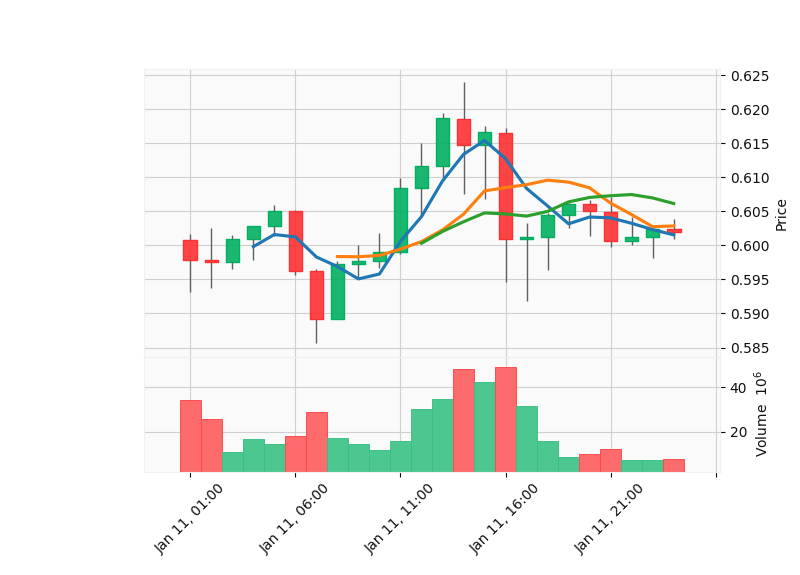 0.625
0.620
0.615
0.610
0.605
0.600
0.595
0.590
0.585
Price
40
20
Volume 10⁶
Jan 11, 01:00
Jan 11, 06:00
Jan 11, 11:00
Jan 11, 16:00
Jan 11, 21:00